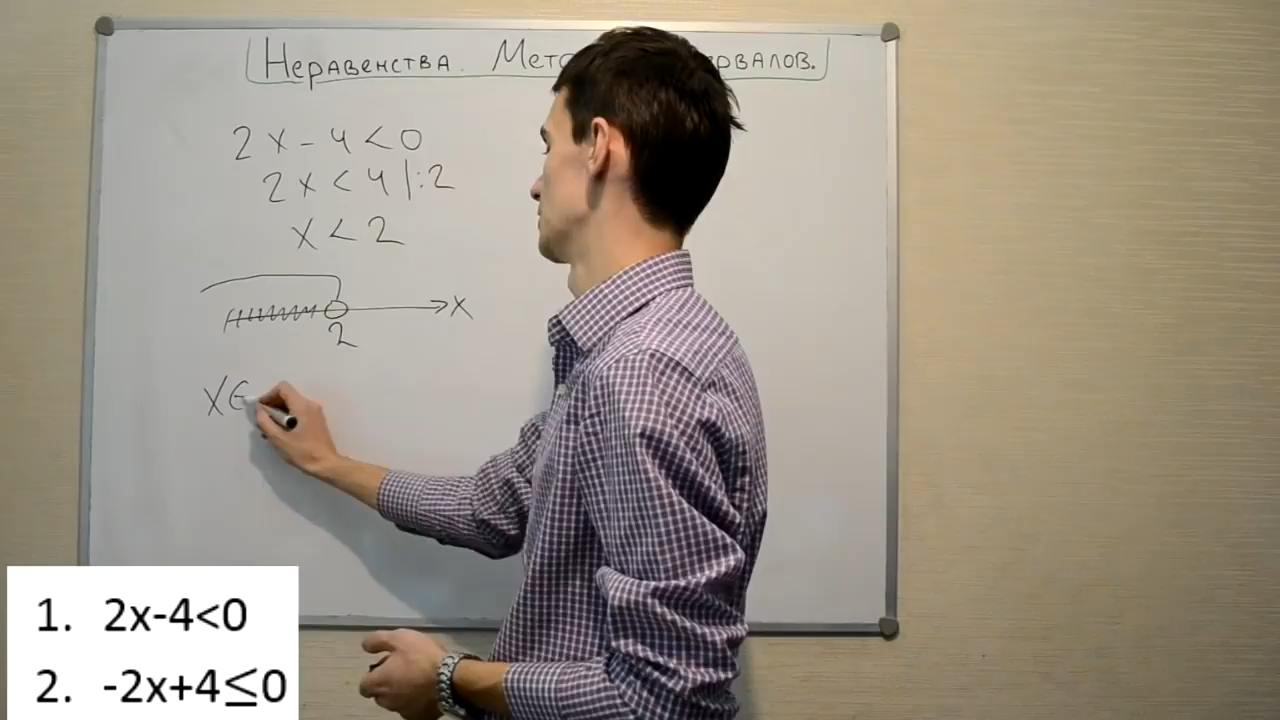 Неравенства. Мето рвалов.
2x-4<0
2x<4|:2
x<2
x
2
x∈
1. 2x-4<0
2. -2x+4≤0